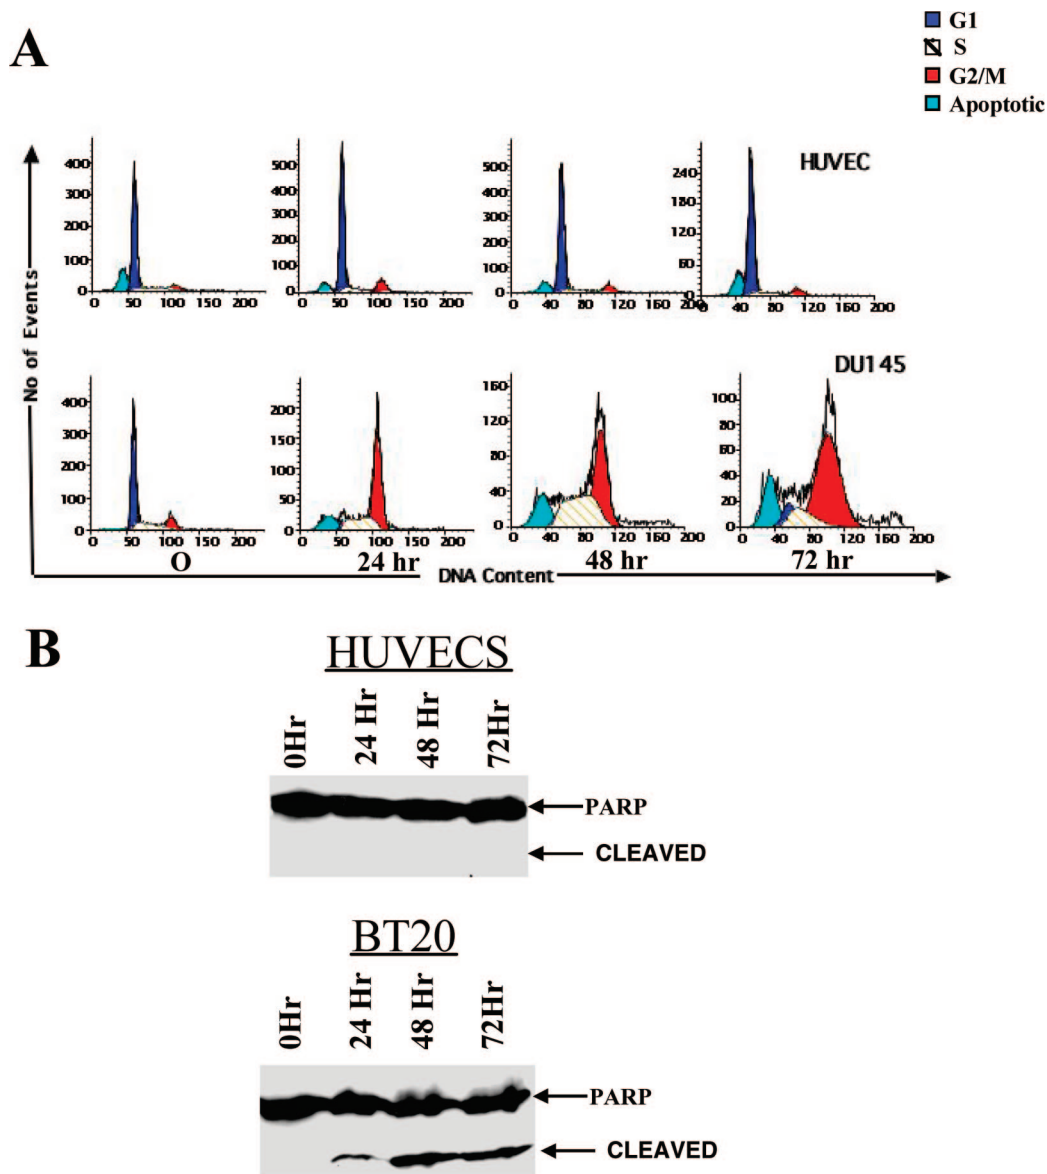 A
G1
S
G2/M
Apoptotic
No of Events
HUVEC
400
300
200
100
0
0 50 100 150 200
500
400
300
200
100
0
0 50 100 150 200
500
400
300
200
100
0
0 40 80 120 160 200
240
180
120
60
0
0 40 80 120 160 200
DU145
400
300
200
100
0
0 50 100 150 200
200
150
100
50
0
0 50 100 150 200
160
120
80
40
0
0 40 80 120 160 200
100
80
60
40
20
0
0 40 80 120 160 200
O 24 hr 48 hr 72 hr
DNA Content
B
HUVECS
0Hr 24 Hr 48 Hr 72Hr
PARP
CLEAVED
BT20
0Hr 24 Hr 48 Hr 72Hr
PARP
CLEAVED